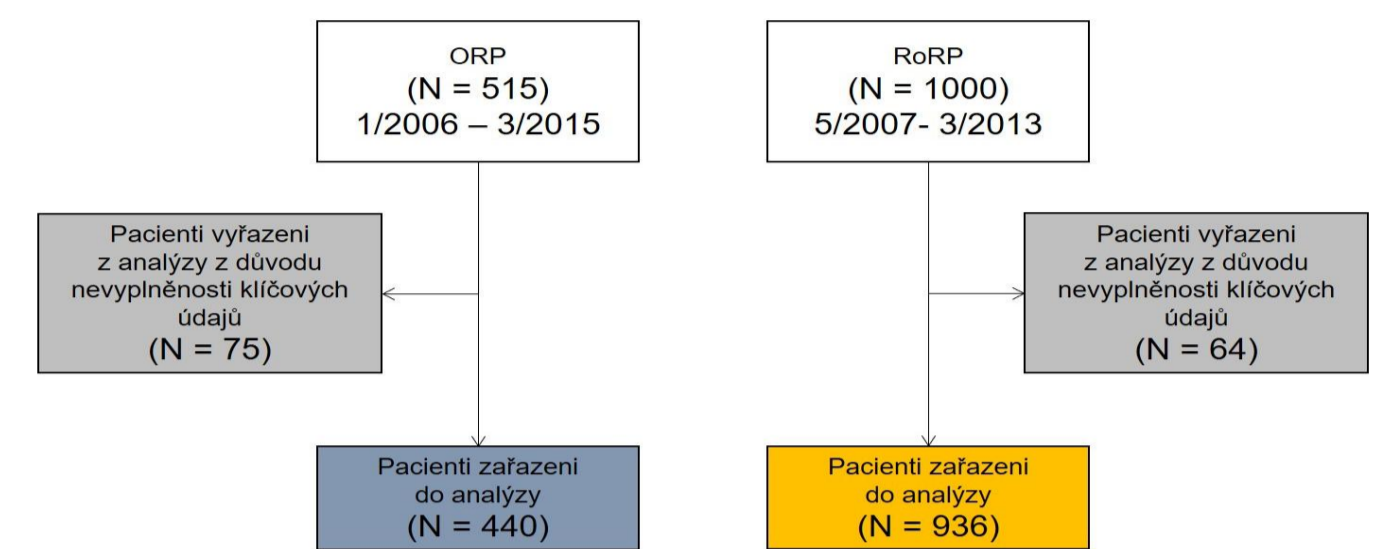 ORP
(N = 515)
1/2006 – 3/2015
RoRP
(N = 1000)
5/2007- 3/2013
Pacienti vyřazeni
z analýzy z důvodu
nevyplněnosti klíčových
údajů
(N = 75)
Pacienti vyřazeni
z analýzy z důvodu
nevyplněnosti klíčových
údajů
(N = 64)
Pacienti zařazeni
do analýzy
(N = 440)
Pacienti zařazeni
do analýzy
(N = 936)